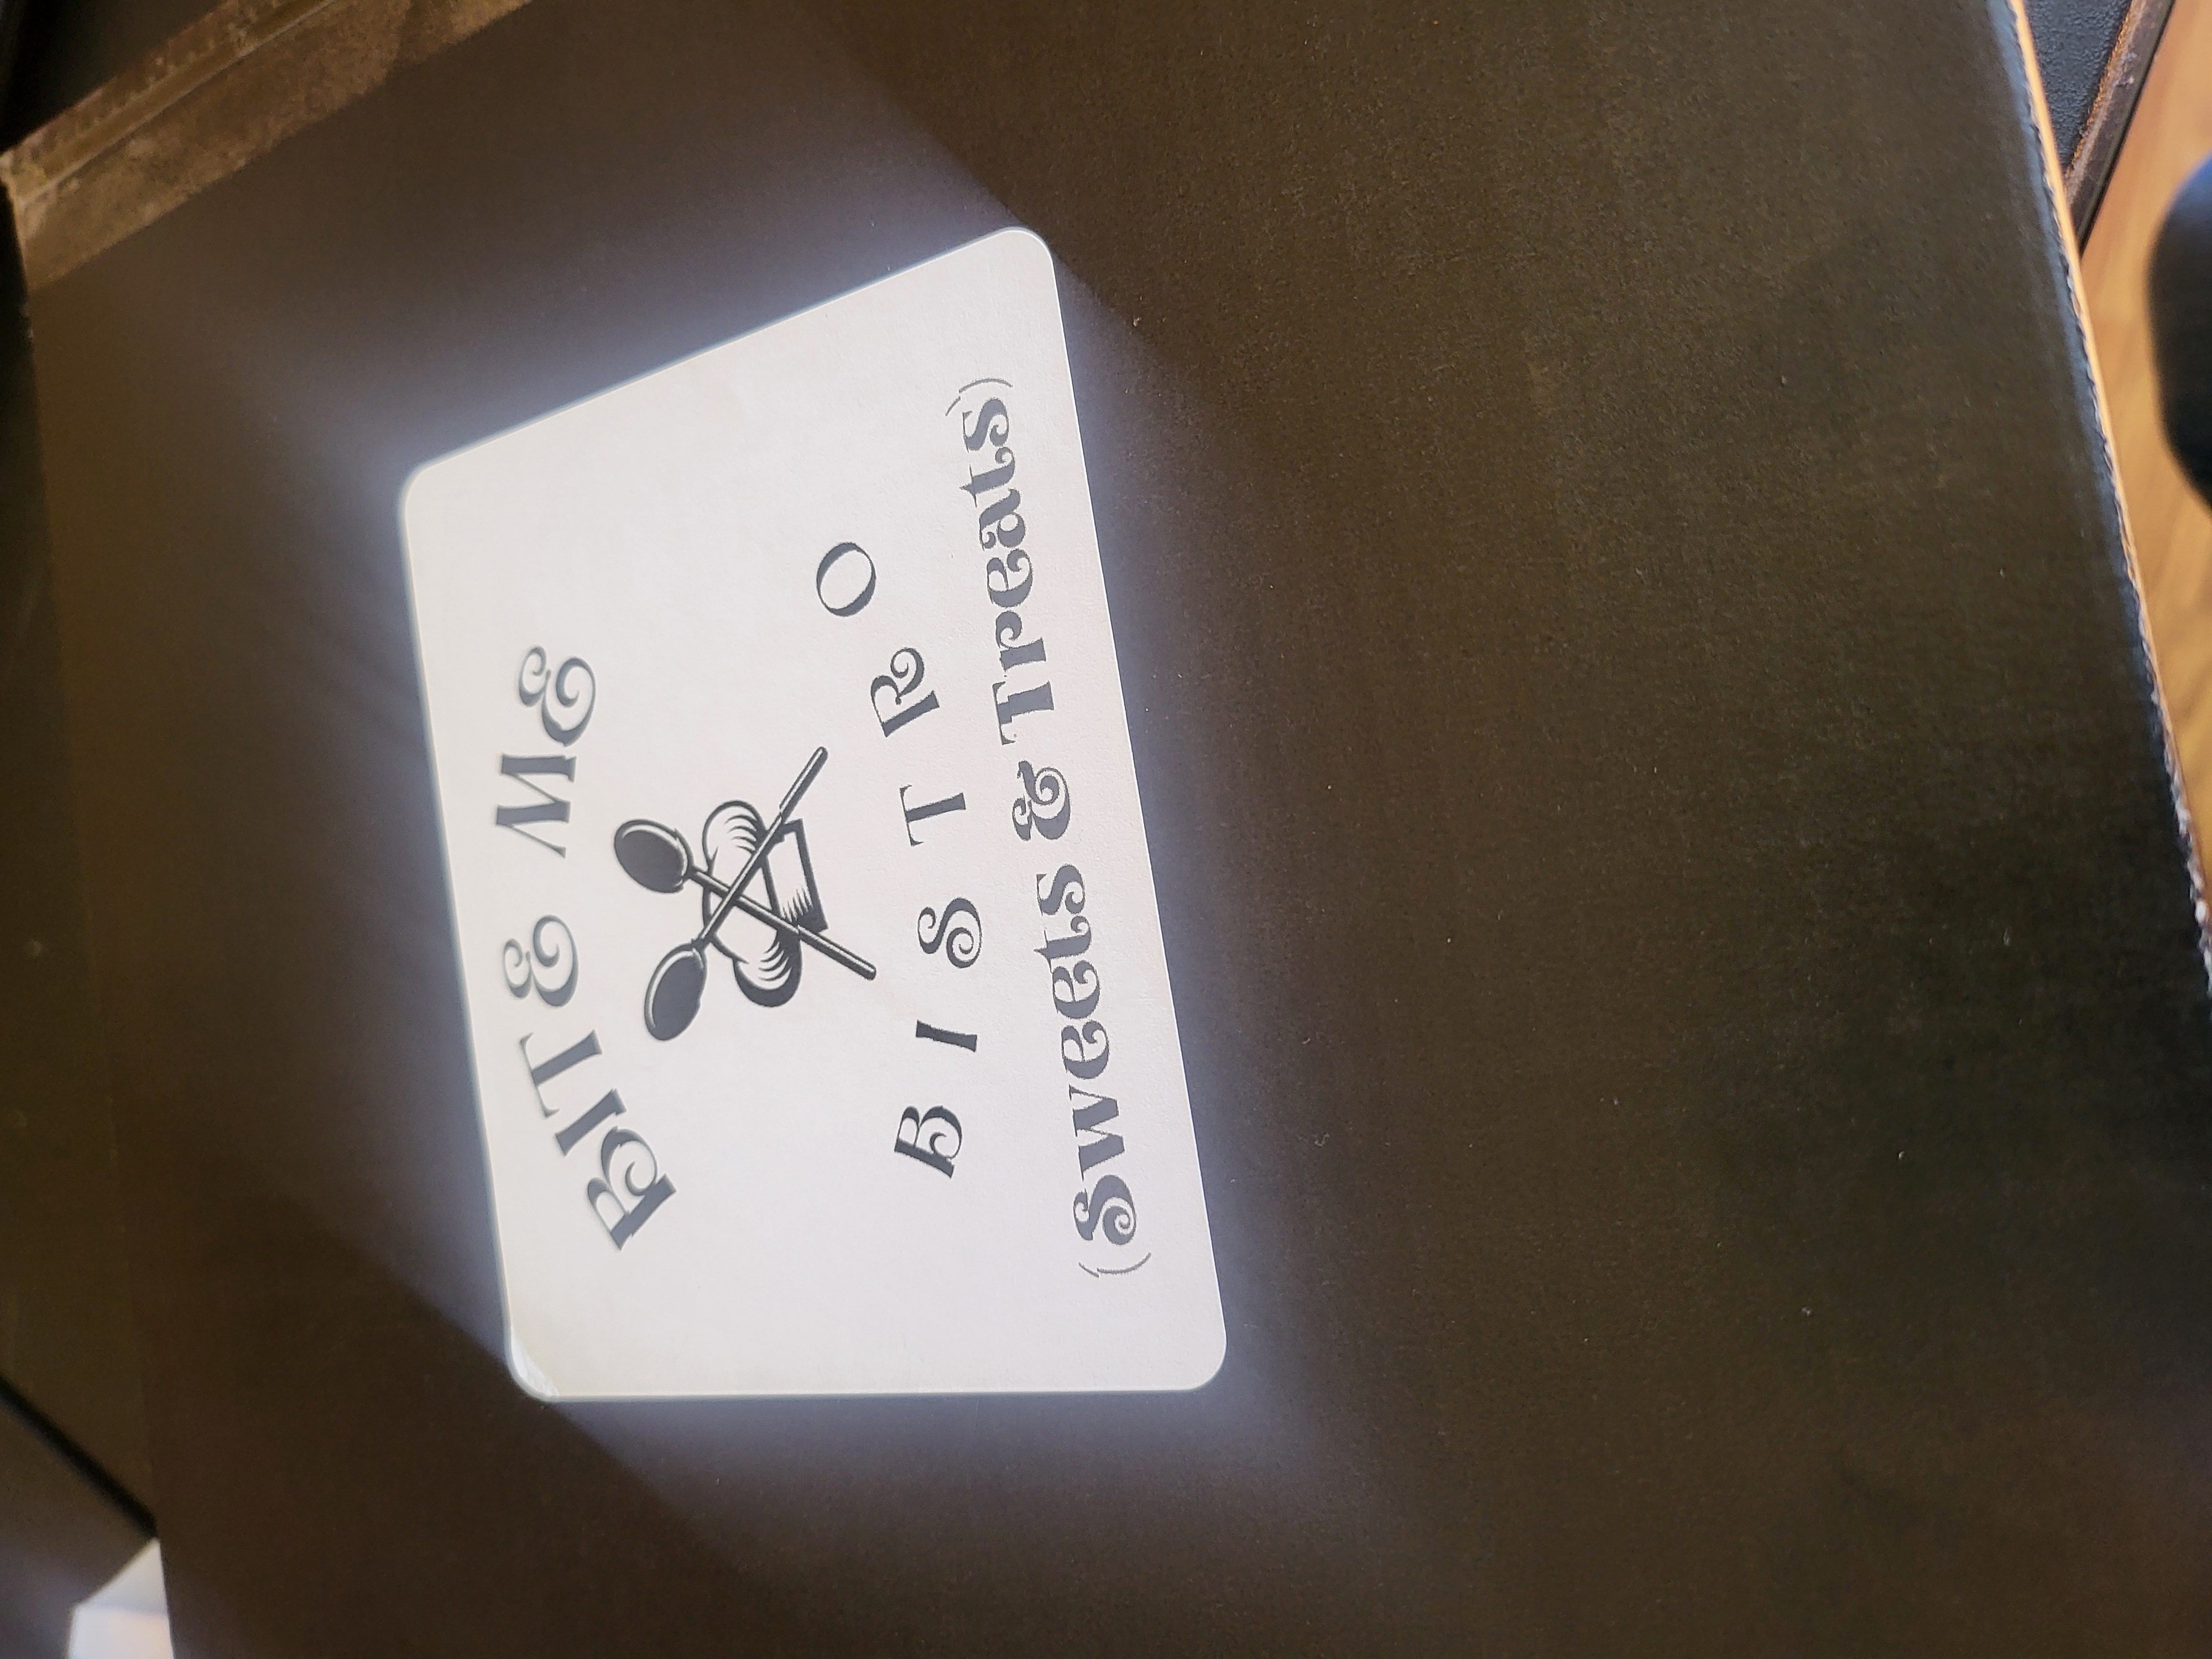 BITE ME
BISTRO
(Sweets & Treats)